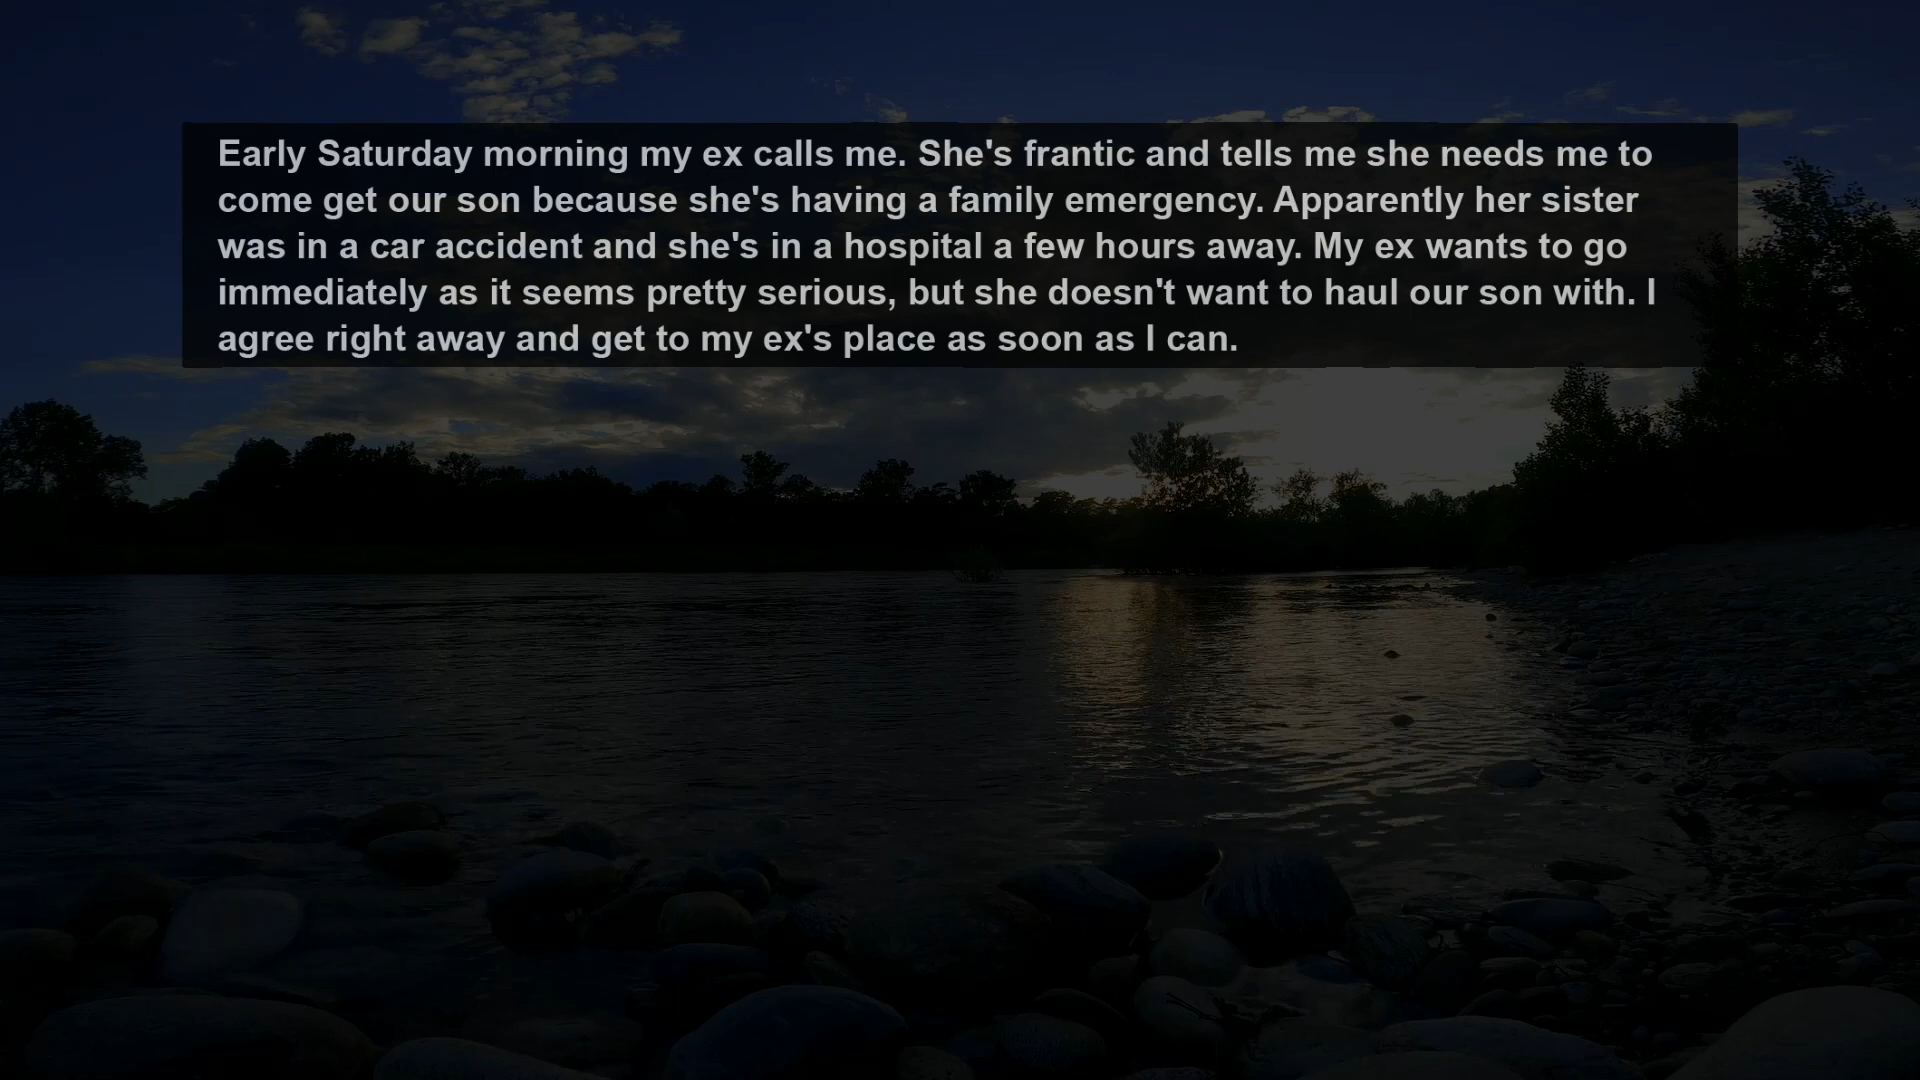 Early Saturday morning my ex calls me. She's frantic and tells me she needs me to
come get our son because she's having a family emergency. Apparently her sister
was in a car accident and she's in a hospital a few hours away. My ex wants to go
immediately as it seems pretty serious, but she doesn't want to haul our son with. I
agree right away and get to my ex's place as soon as I can.